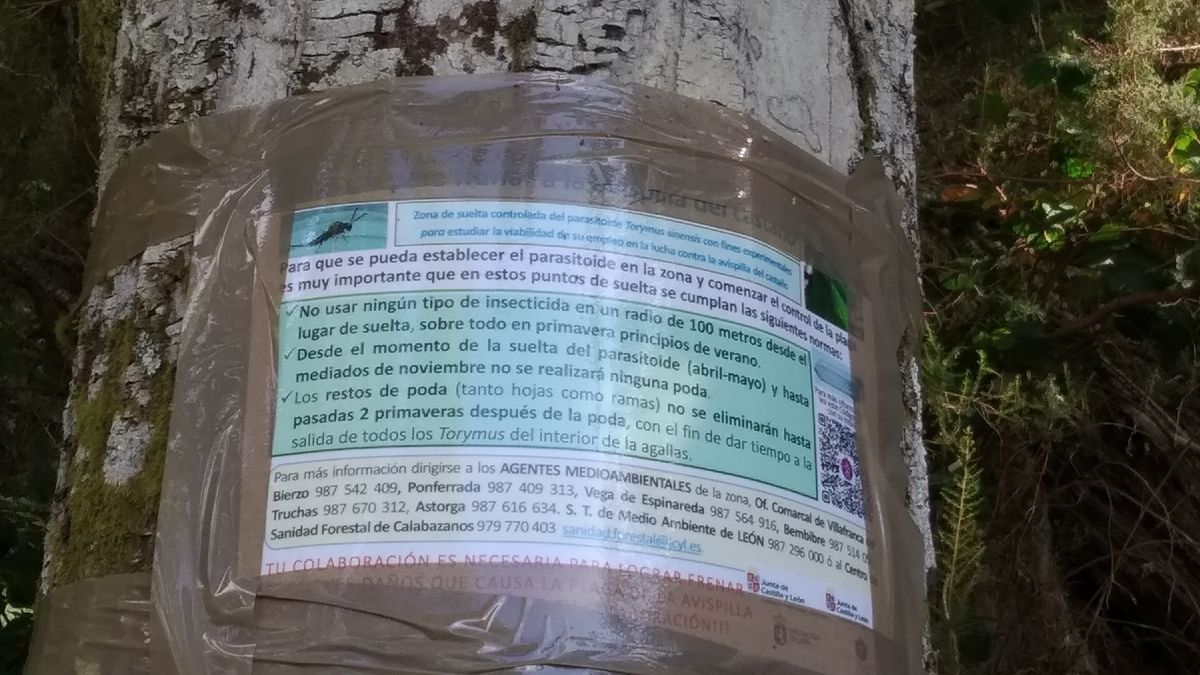 Zona de suelta controlada del parasitoide Torymus sinensis con fines experimentales
para estudiar la viabilidad de su empleo en la lucha contra la avispilla del castaño
Para que se pueda establecer el parasitoide en la zona y comenzar el control de la plaga
es muy importante que en estos puntos de suelta se cumplan las siguientes normas:
✓No usar ningún tipo de insecticida en un radio de 100 metros desde el
lugar de suelta, sobre todo en primavera principios de verano.
✓Desde el momento de la suelta del parasitoide (abril-mayo) y hasta
mediados de noviembre no se realizará ninguna poda.
✓Los restos de poda (tanto hojas como ramas) no se eliminarán hasta
pasadas 2 primaveras después de la poda, con el fin de dar tiempo a la
salida de todos los Torymus del interior de la agallas.
Para más información dirigirse a los AGENTES MEDIOAMBIENTALES de la zona, Of. Comarcal de Villafranca
Bierzo 987 542 409, Ponferrada 987 409 313, Vega de Espinareda 987 564 916, Bembibre 987 514
Truchas 987 670 312, Astorga 987 616 634. S. T. de Medio Ambiente de LEÓN 987 296 000 ó al Centro
Sanidad Forestal de Calabazanos 979 770 403 sanidad.forestal@jcyl.es
TU COLABORACIÓN ES NECESARIA PARA LOGRAR FRENAR
DAÑOS QUE CAUSA LA AVISPILLA
Junta de
Castilla y León
Junta de
Castilla y León